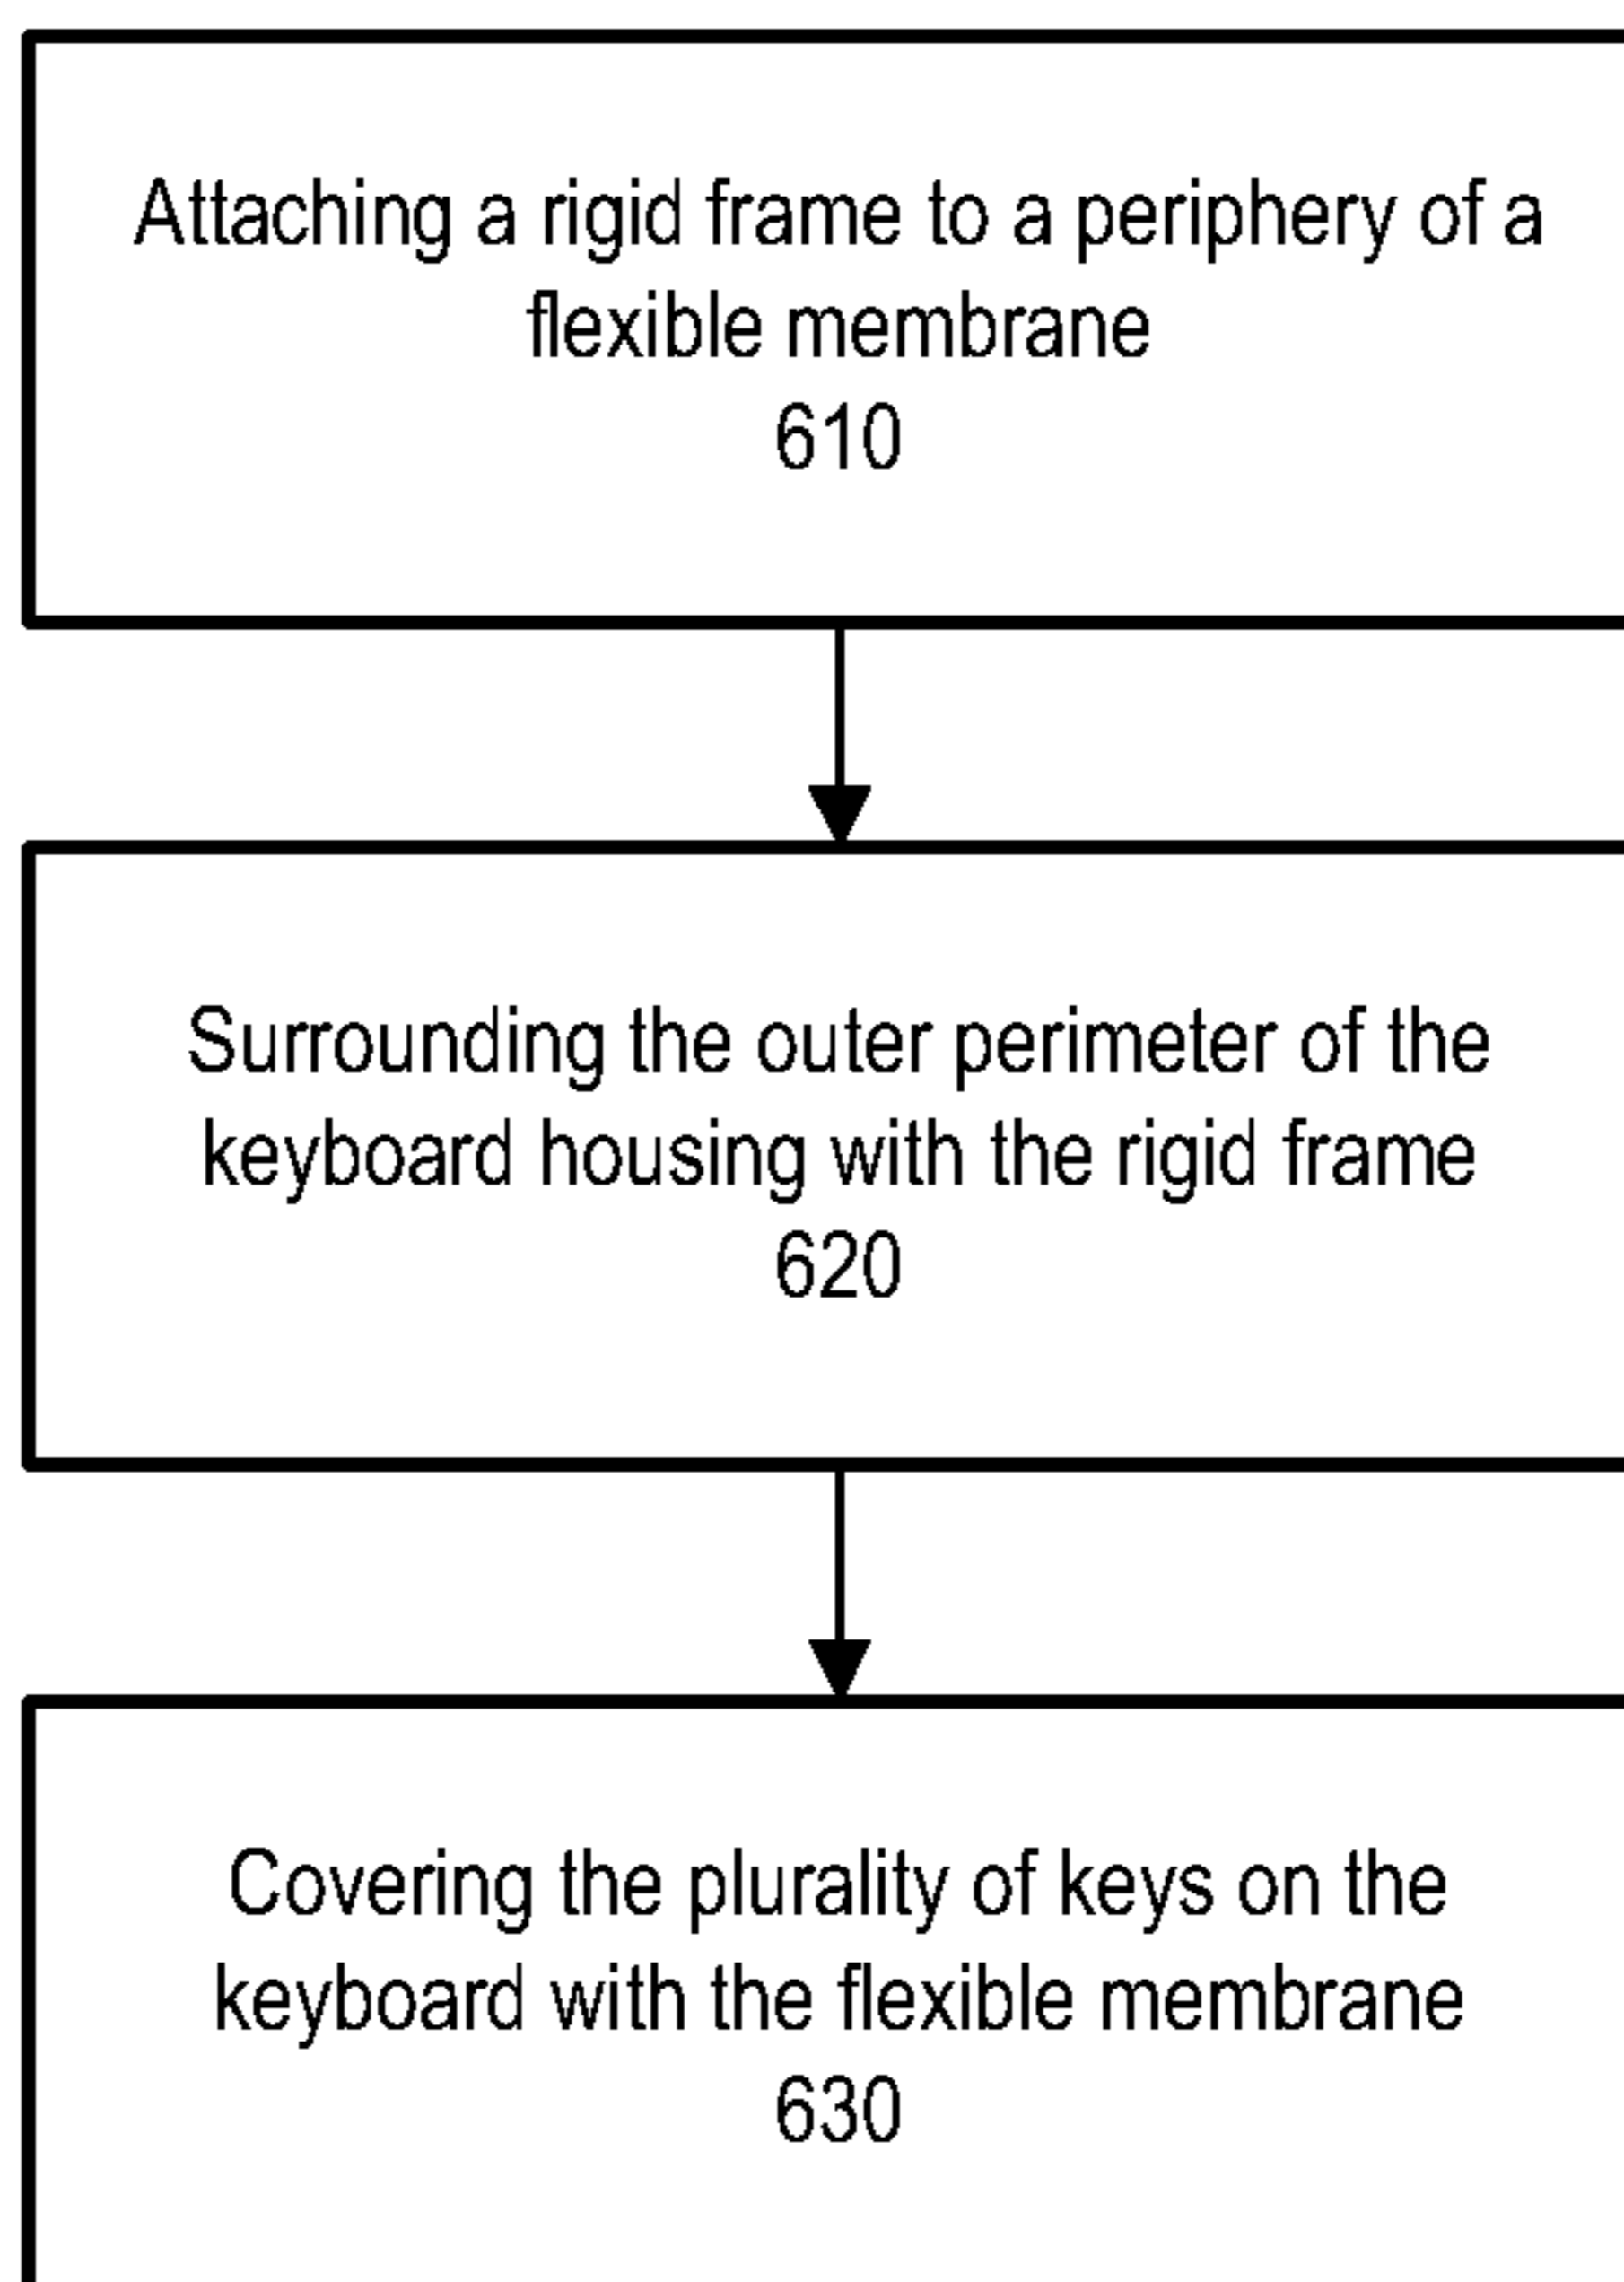 Attaching a rigid frame to a periphery of a
flexible membrane
610
Surrounding the outer perimeter of the
keyboard housing with the rigid frame
620
Covering the plurality of keys on the
keyboard with the flexible membrane
630